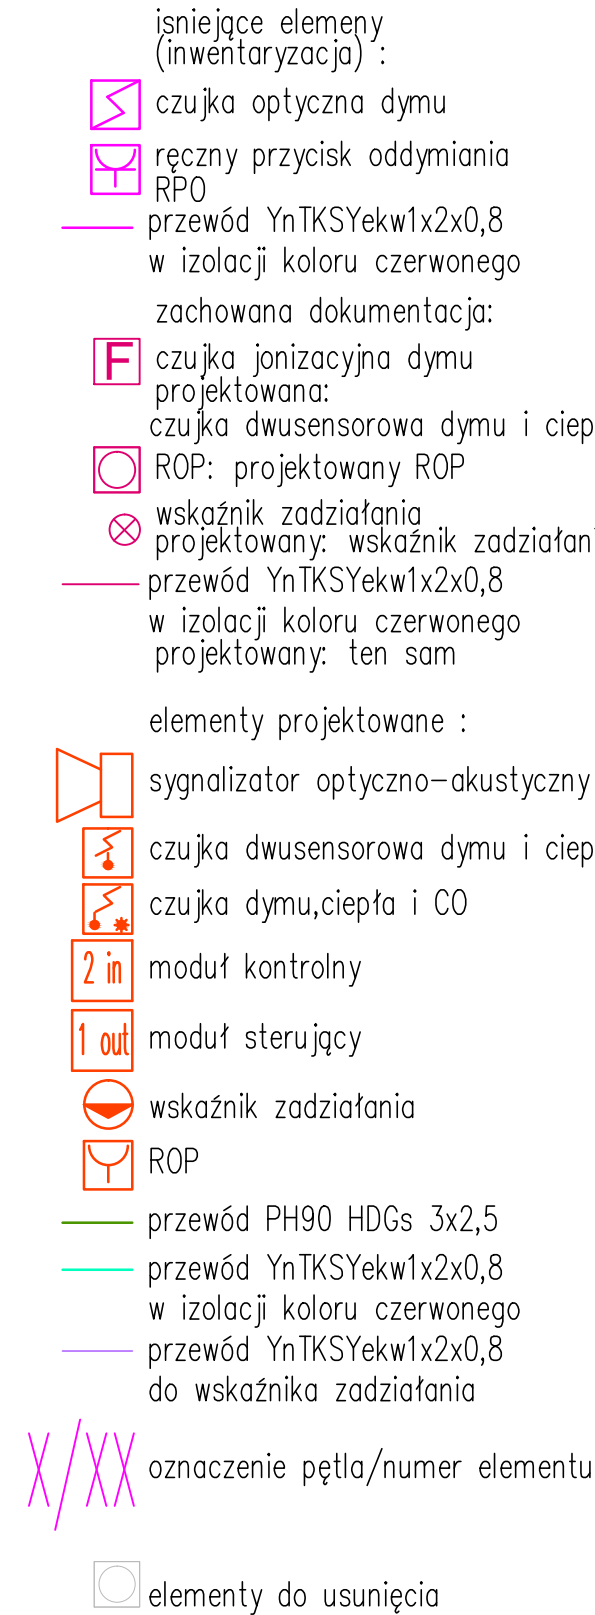 isniejące elemeny
(inwentaryzacja) :
czujka optyczna dymu
ręczny przycisk oddymiania
RPO
przewód YnTKSYekw1x2x0,8
w izolacji koloru czerwonego
zachowana dokumentacja:
F czujka jonizacyjna dymu
projektowana:
czujka dwusensorowa dymu i ciep
ROP: projektowany ROP
wskaźnik zadziałania
projektowany: wskaźnik zadziałan
przewód YnTKSYekw1x2x0,8
w izolacji koloru czerwonego
projektowany: ten sam
elementy projektowane :
sygnalizator optyczno-akustyczny
czujka dwusensorowa dymu i ciep
czujka dymu,ciepła i CO
2 in moduł kontrolny
1 out moduł sterujący
wskaźnik zadziałania
ROP
przewód PH90 HDGs 3x2,5
przewód YnTKSYekw1x2x0,8
w izolacji koloru czerwonego
przewód YnTKSYekw1x2x0,8
do wskaźnika zadziałania
X/XX oznaczenie pętla/numer elementu
elementy do usunięcia